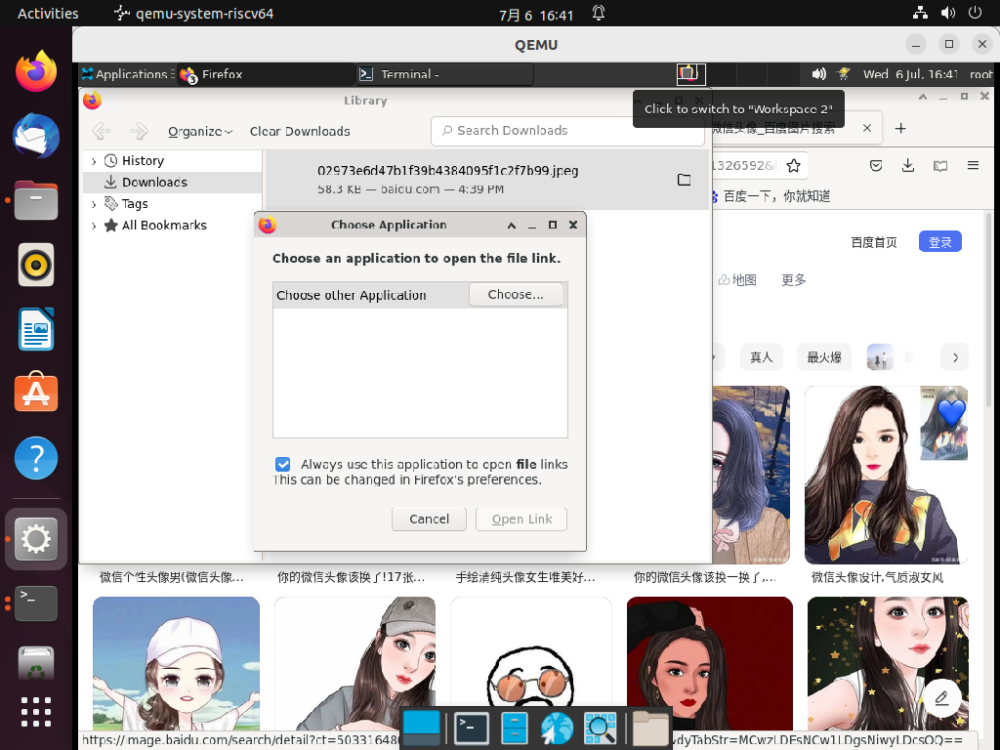 Activities
qemu-system-riscv64
7月 6 16:41
QEMU
Applications
3
Firefox
Terminal -
Wed 6 Jul, 16:41
root
Library
Click to switch to "Workspace 2"
微信头像_百度图片搜索
Organize
Clear Downloads
Search Downloads
1326592&
百度一下，你就知道
History
Downloads
Tags
All Bookmarks
02973e6d47b1f39b4384095f1c2f7b99.jpeg
58.3 KB — baidu.com — 4:39 PM
Choose Application
Choose an application to open the file link.
Choose other Application
Choose...
Always use this application to open file links
This can be changed in Firefox's preferences.
Cancel
Open Link
百度首页
登录
地图
更多
真人
最火爆
微信个性头像男(微信头像...
你的微信头像该换了!17张...
手绘清纯头像女生唯美好...
你的微信头像该换一换了,...
微信头像设计,气质淑女风
https://image.baidu.com/search/detail?ct=503316480
wdyTabStr=MCwzLDEsNCw1LDgsNiwyLDcsOQ==